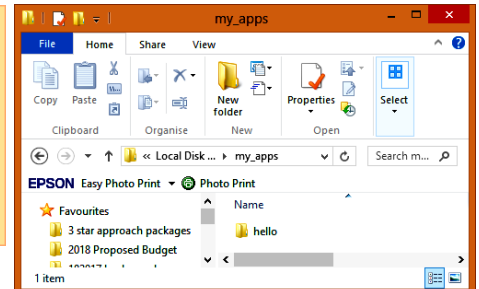 my_apps
File Home Share View
Copy Paste New folder Properties Select
Clipboard Organise New Open
« Local Disk ... my_apps Search m...
EPSON Easy Photo Print Photo Print
Favourites Name
3 star approach packages hello
2018 Proposed Budget
1 item